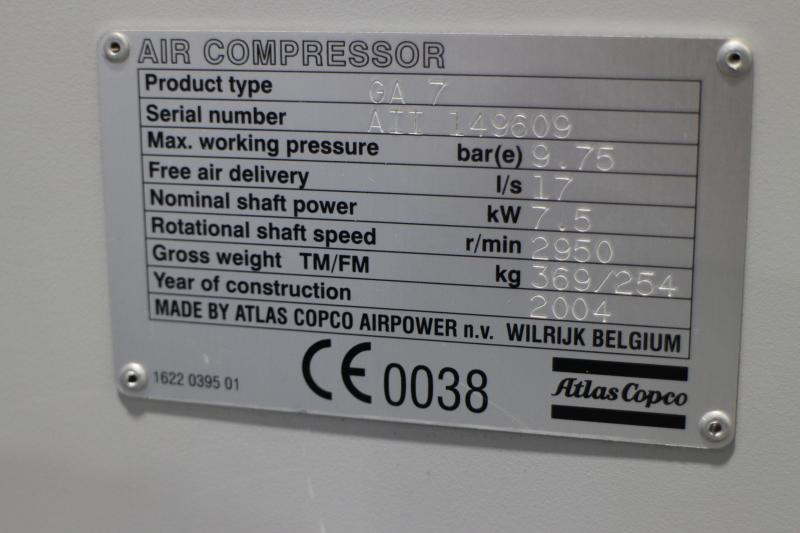 AIR COMPRESSOR
Product type GA 7
Serial number AII 149609
Max. working pressure bar(e) 9.75
Free air delivery l/s 17
Nominal shaft power kW 7.5
Rotational shaft speed r/min 2950
Gross weight TM/FM kg 369/254
Year of construction 2004
MADE BY ATLAS COPCO AIRPOWER n.v. WILRIJK BELGIUM
1622 0395 01 CE 0038 Atlas Copco